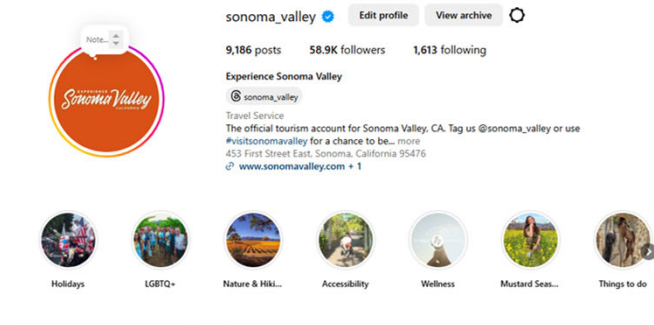 sonoma_valley
Edit profile
View archive
Note...
9,186 posts
58.9K followers
1,613 following
EXPERIENCE
Sonoma Valley
CALIFORNIA
Experience Sonoma Valley
sonoma_valley
Travel Service
The official tourism account for Sonoma Valley, CA. Tag us @sonoma_valley or use
#visitsonomavalley for a chance to be... more
453 First Street East, Sonoma, California 95476
www.sonomavalley.com + 1
Holidays
LGBTQ+
Nature & Hiki...
Accessibility
Wellness
Mustard Seas...
Things to do